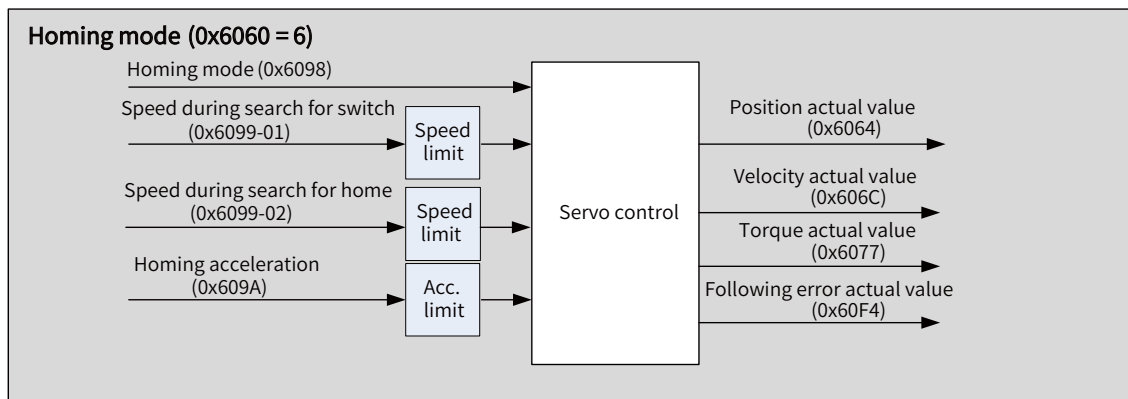 Homing mode (0x6060 = 6)
Homing mode (0x6098)
Speed during search for switch
(0x6099-01)
Speed
limit
Speed during search for home
(0x6099-02)
Speed
limit
Homing acceleration
(0x609A)
Acc.
limit
Servo control
Position actual value
(0x6064)
Velocity actual value
(0x606C)
Torque actual value
(0x6077)
Following error actual value
(0x60F4)